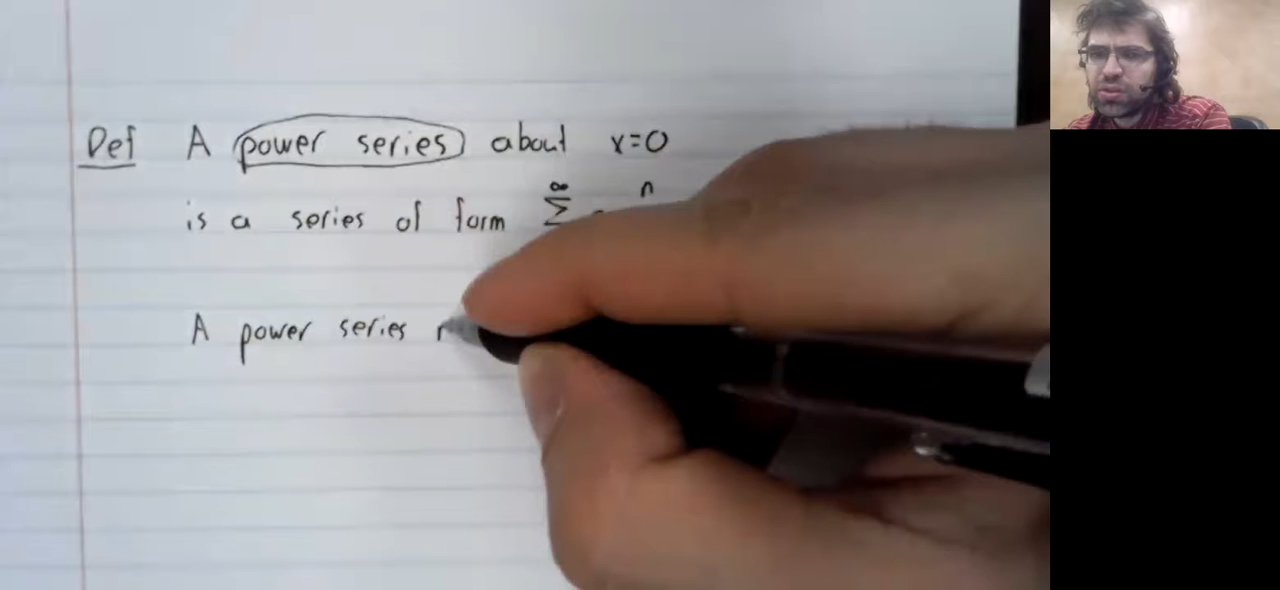 Def A power series about x=0
is a series of form ∞ Σ n
A power series